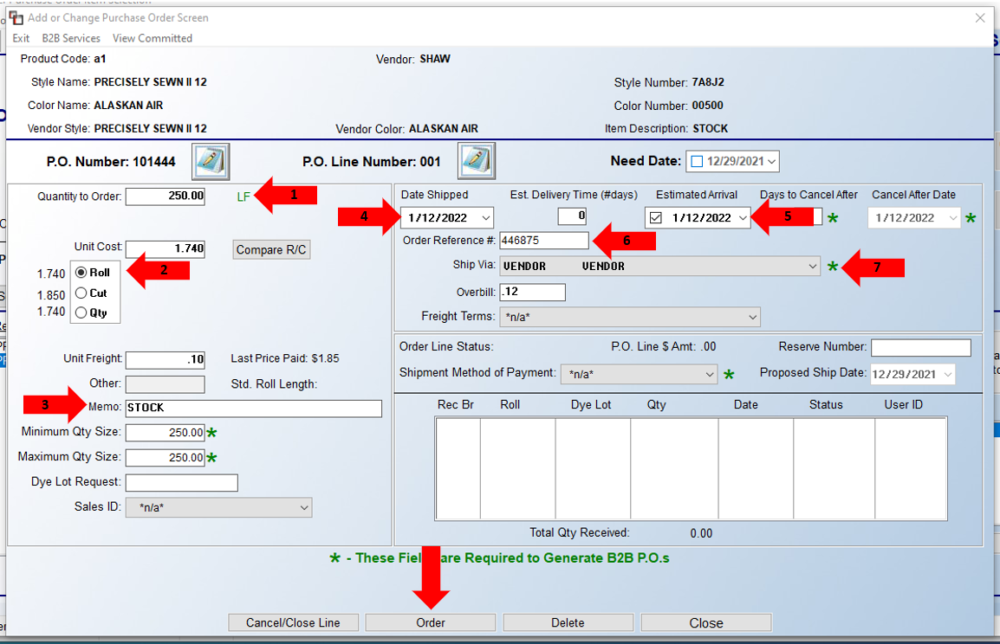 Add or Change Purchase Order Screen
Exit B2B Services View Committed
Product Code: a1 Vendor: SHAW
Style Name: PRECISELY SEWN II 12 Style Number: 7A8J2
Color Name: ALASKAN AIR Color Number: 00500
Vendor Style: PRECISELY SEWN II 12 Vendor Color: ALASKAN AIR Item Description: STOCK
P.O. Number: 101444 P.O. Line Number: 001 Need Date: 12/29/2021
Quantity to Order: 250.00 LF 1
Unit Cost: 1.740 Compare R/C
1.740 Roll 2
1.850 Cut
1.740 Qty
Unit Freight: .10 Last Price Paid: $1.85
Other: Std. Roll Length:
3 Memo: STOCK
Minimum Qty Size: 250.00 *
Maximum Qty Size: 250.00 *
Dye Lot Request:
Sales ID: *n/a*
Date Shipped Est. Delivery Time (#days) Estimated Arrival Days to Cancel After Cancel After Date
4 1/12/2022 0 1/12/2022 5 * 1/12/2022 *
Order Reference #: 446875 6
Ship Via: VENDOR VENDOR * 7
Overbill: .12
Freight Terms: *n/a*
Order Line Status: P.O. Line $ Amt: .00 Reserve Number:
Shipment Method of Payment: *n/a* * Proposed Ship Date: 12/29/2021
Rec Br Roll Dye Lot Qty Date Status User ID
Total Qty Received: 0.00
* - These Fiel are Required to Generate B2B P.O.s
Cancel/Close Line Order Delete Close